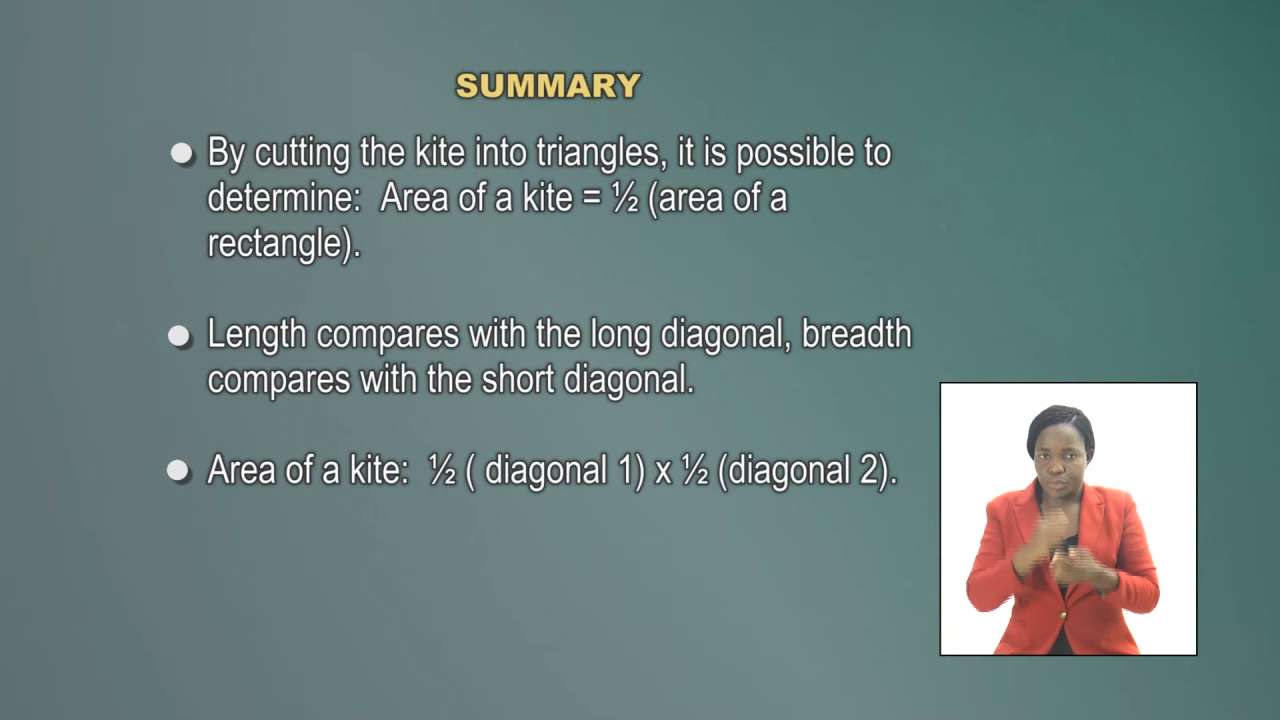 SUMMARY
By cutting the kite into triangles, it is possible to
determine: Area of a kite = ½ (area of a
rectangle).
Length compares with the long diagonal, breadth
compares with the short diagonal.
Area of a kite: ½ ( diagonal 1) x ½ (diagonal 2).